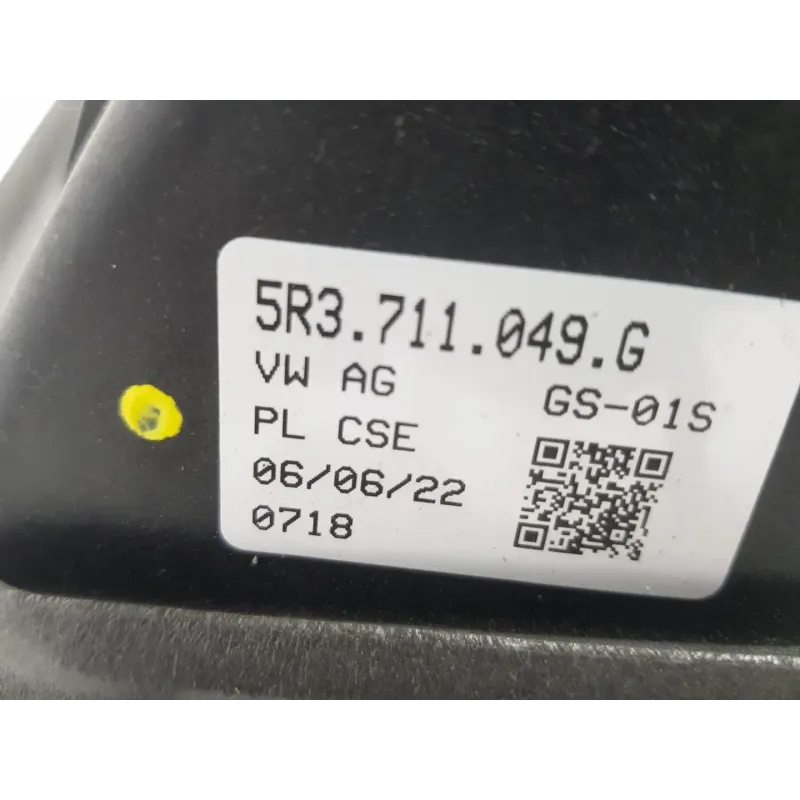 5R3.711.049.G
VW AG
GS-01S
PL CSE
06/06/22
0718